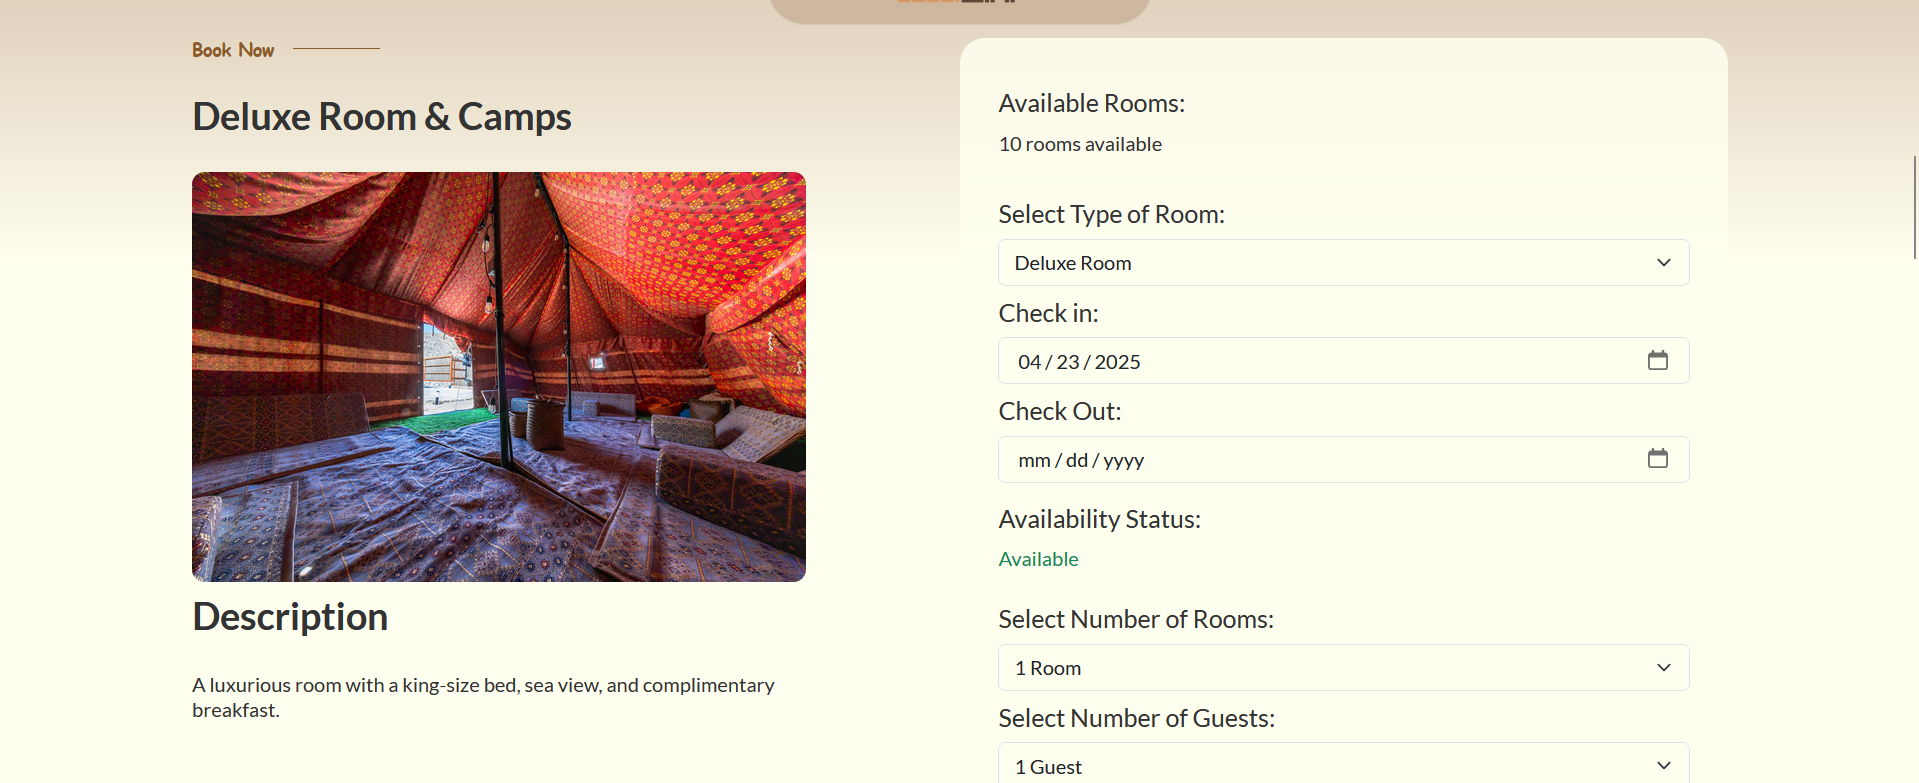 Book Now
Deluxe Room & Camps
Description
A luxurious room with a king-size bed, sea view, and complimentary
breakfast.
Available Rooms:
10 rooms available
Select Type of Room:
Deluxe Room
Check in:
04 / 23 / 2025
Check Out:
mm / dd / yyyy
Availability Status:
Available
Select Number of Rooms:
1 Room
Select Number of Guests:
1 Guest